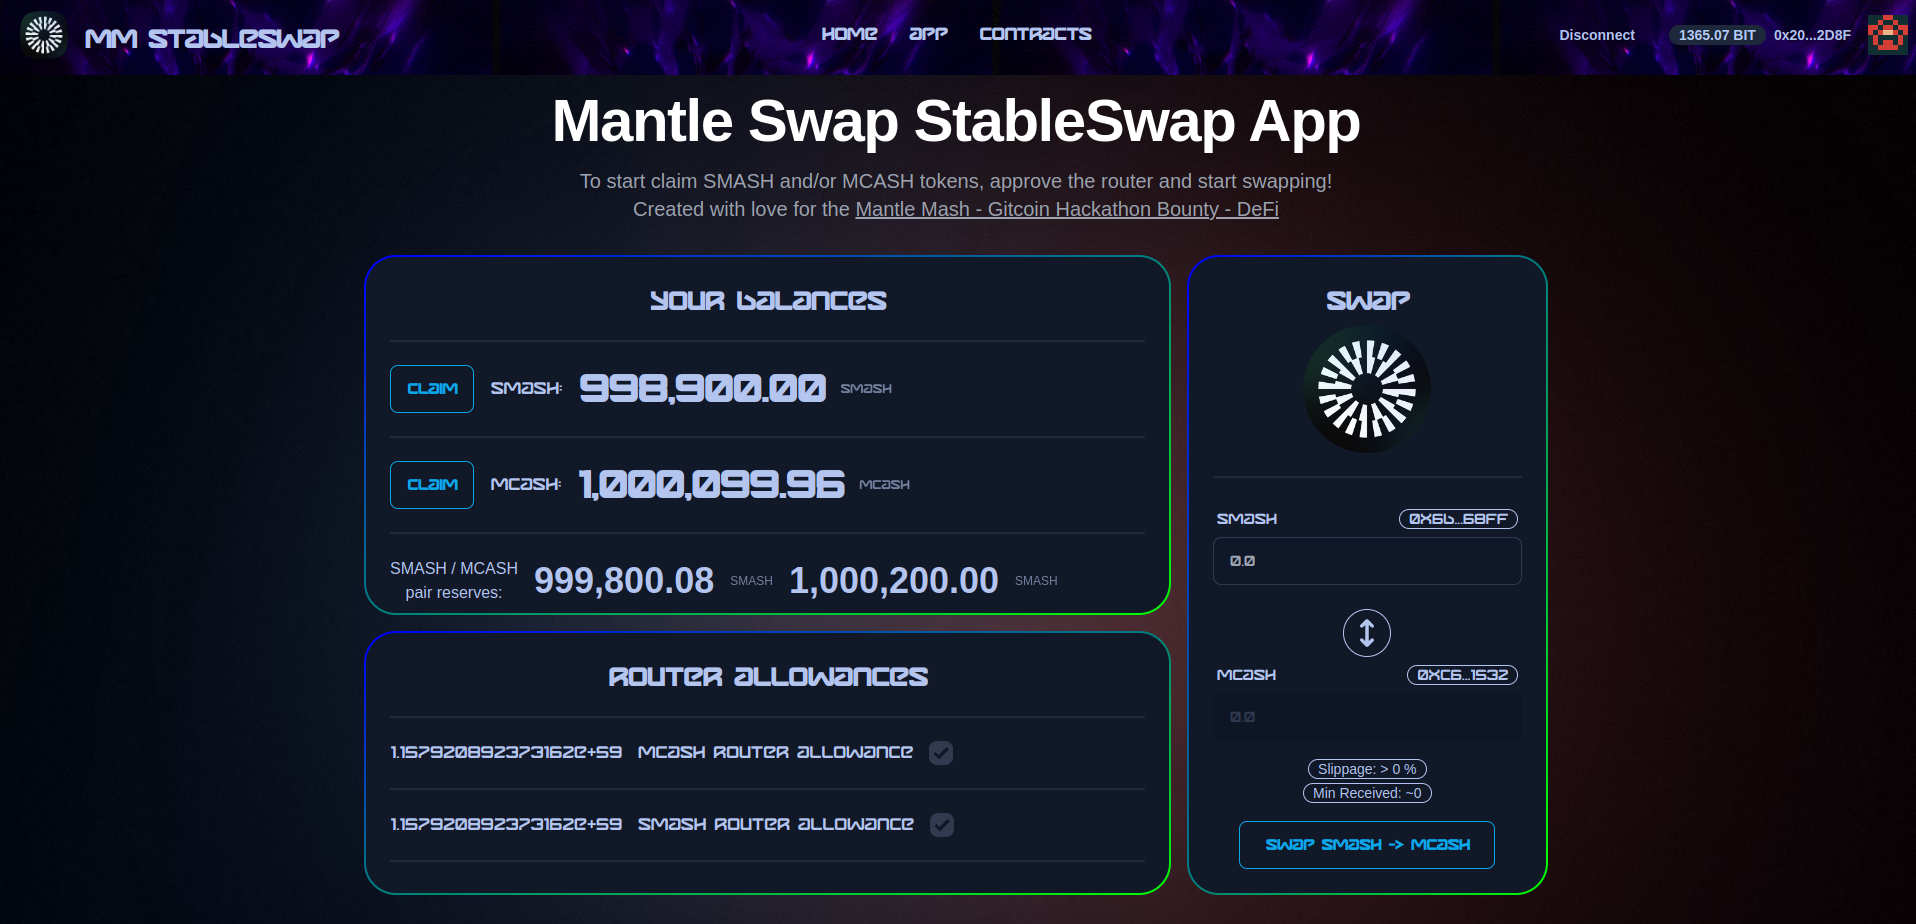 MM STABLESWAP
HOME APP CONTRACTS
Disconnect 1365.07 BIT 0x20...2D8F
Mantle Swap StableSwap App
To start claim SMASH and/or MCASH tokens, approve the router and start swapping!
Created with love for the Mantle Mash - Gitcoin Hackathon Bounty - DeFi
YOUR BALANCES
CLAIM SMASH: 998,900.00 SMASH
CLAIM MCASH: 1,000,099.96 MCASH
SMASH / MCASH
pair reserves:
999,800.08 SMASH 1,000,200.00 SMASH
ROUTER ALLOWANCES
1.157920892373162E+59 MCASH ROUTER ALLOWANCE
1.157920892373162E+59 SMASH ROUTER ALLOWANCE
SWAP
SMASH 0X6B...68FF
0.0
MCASH 0XC6...1532
0.0
Slippage: > 0 %
Min Received: ~0
SWAP SMASH -> MCASH